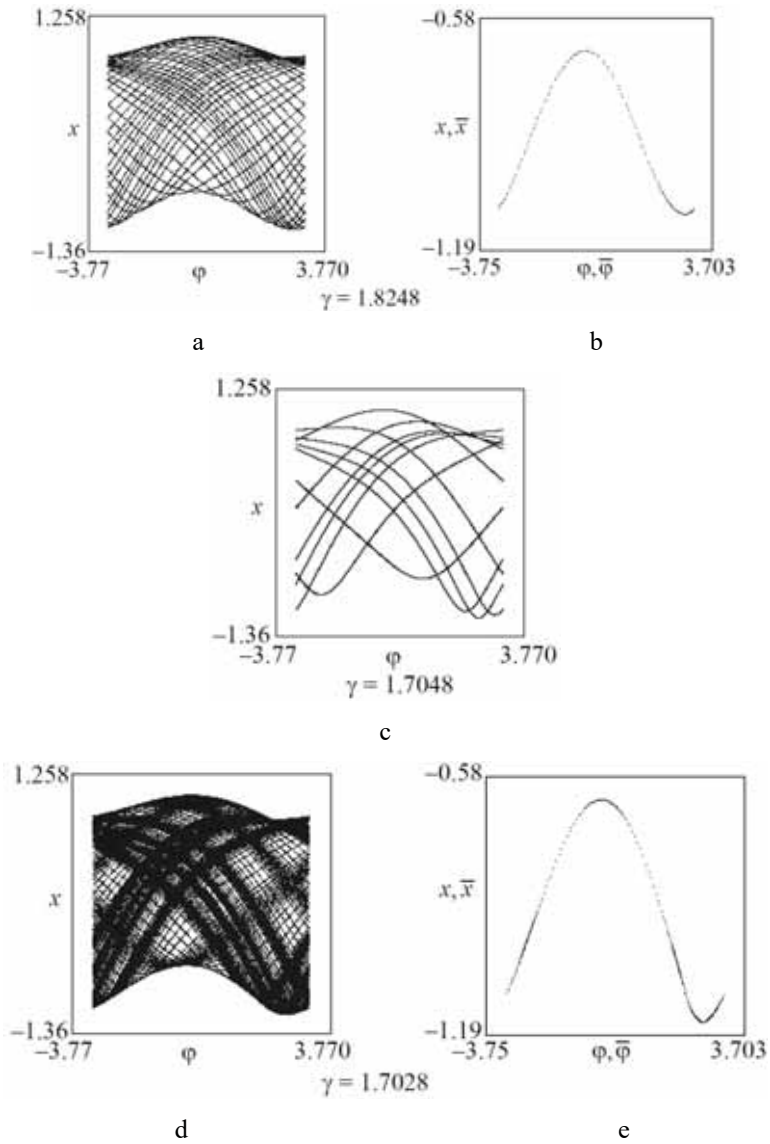 1.258
x
−1.36
−3.77 φ 3.770
−0.58
x, x̅
−1.19
−3.75 φ, φ̅ 3.703
γ = 1.8248
a b
1.258
x
−1.36
−3.77 φ 3.770
γ = 1.7048
c
1.258
x
−1.36
−3.77 φ 3.770
−0.58
x, x̅
−1.19
−3.75 φ, φ̅ 3.703
γ = 1.7028
d e